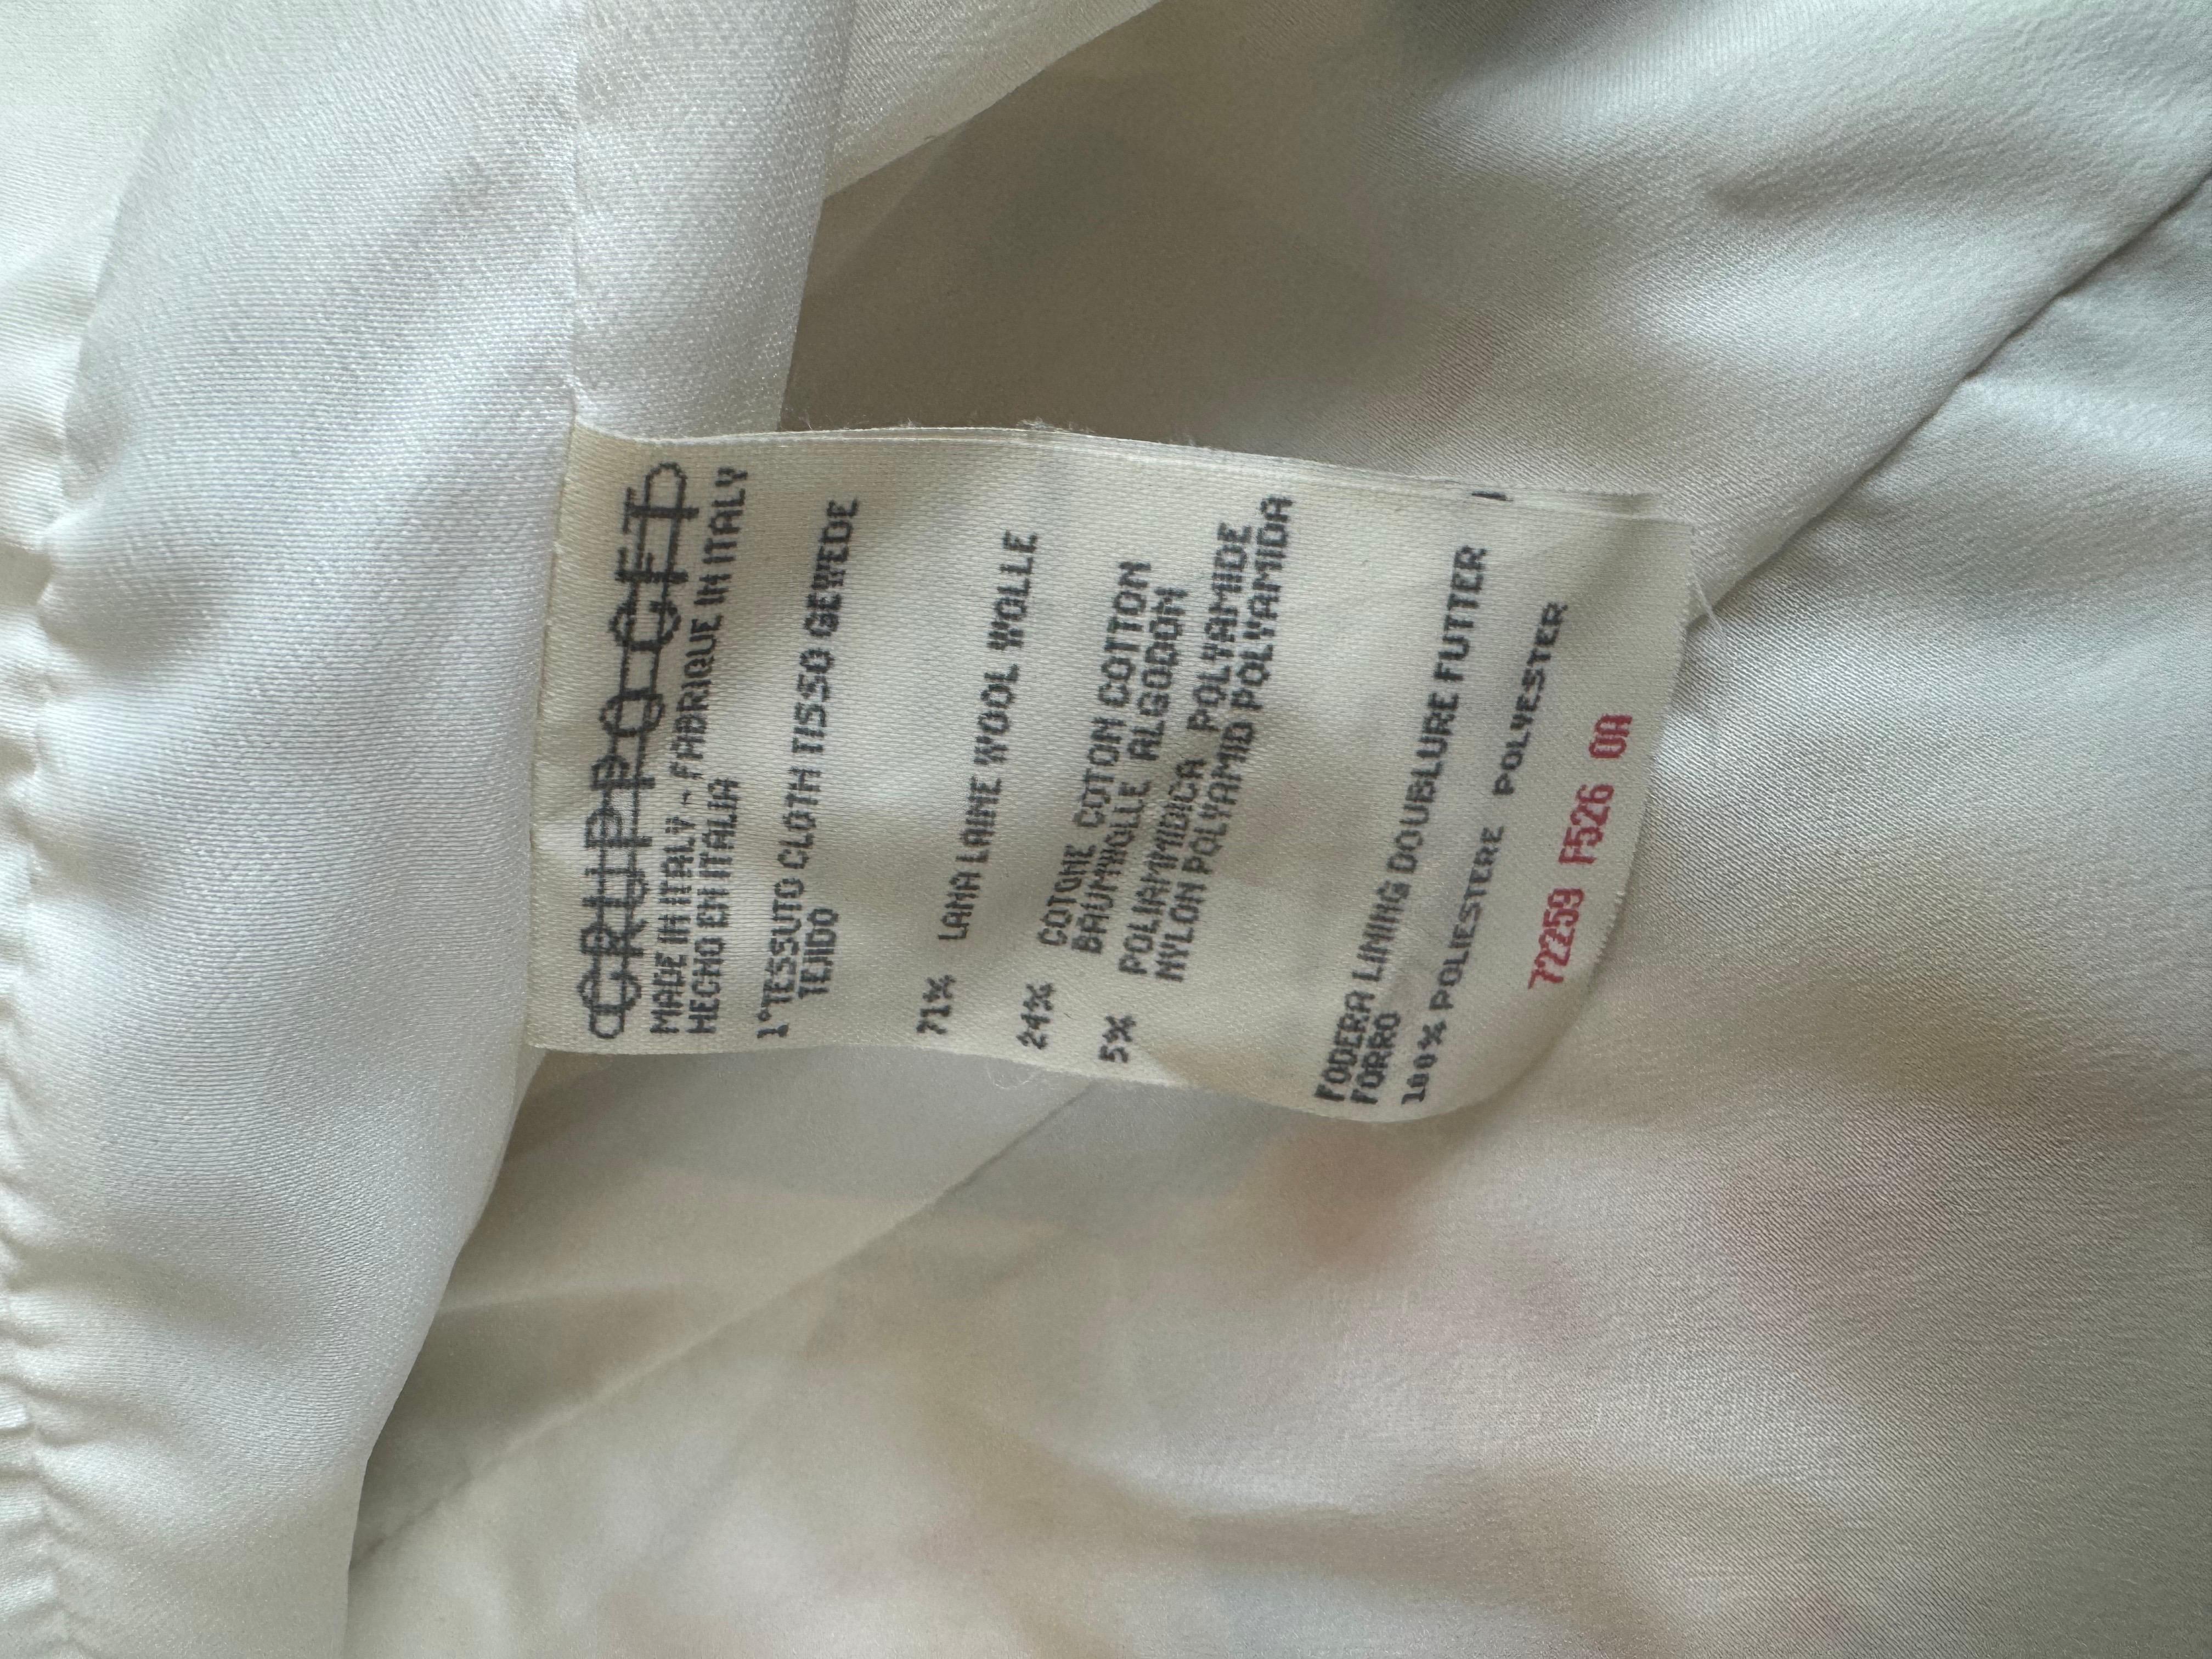 GRUPPO GFT
MADE IN ITALY - FABRIQUE IN ITALY
HECHO EN ITALIA
1°TESSUTO CLOTH TISSO GEWEDE
TEJIDO
71% LANA LAINE WOOL WOLLE
24% COTONE COTON COTTON
BAUMWOLLE ALGODON
5% POLIAMMIDICA POLYAMIDE
NYLON POLYAMID POLYAMIDA
FODERA LINING DOUBLURE FUTTER
FORRO
100% POLIESTERE POLYESTER
72259 F526 0A